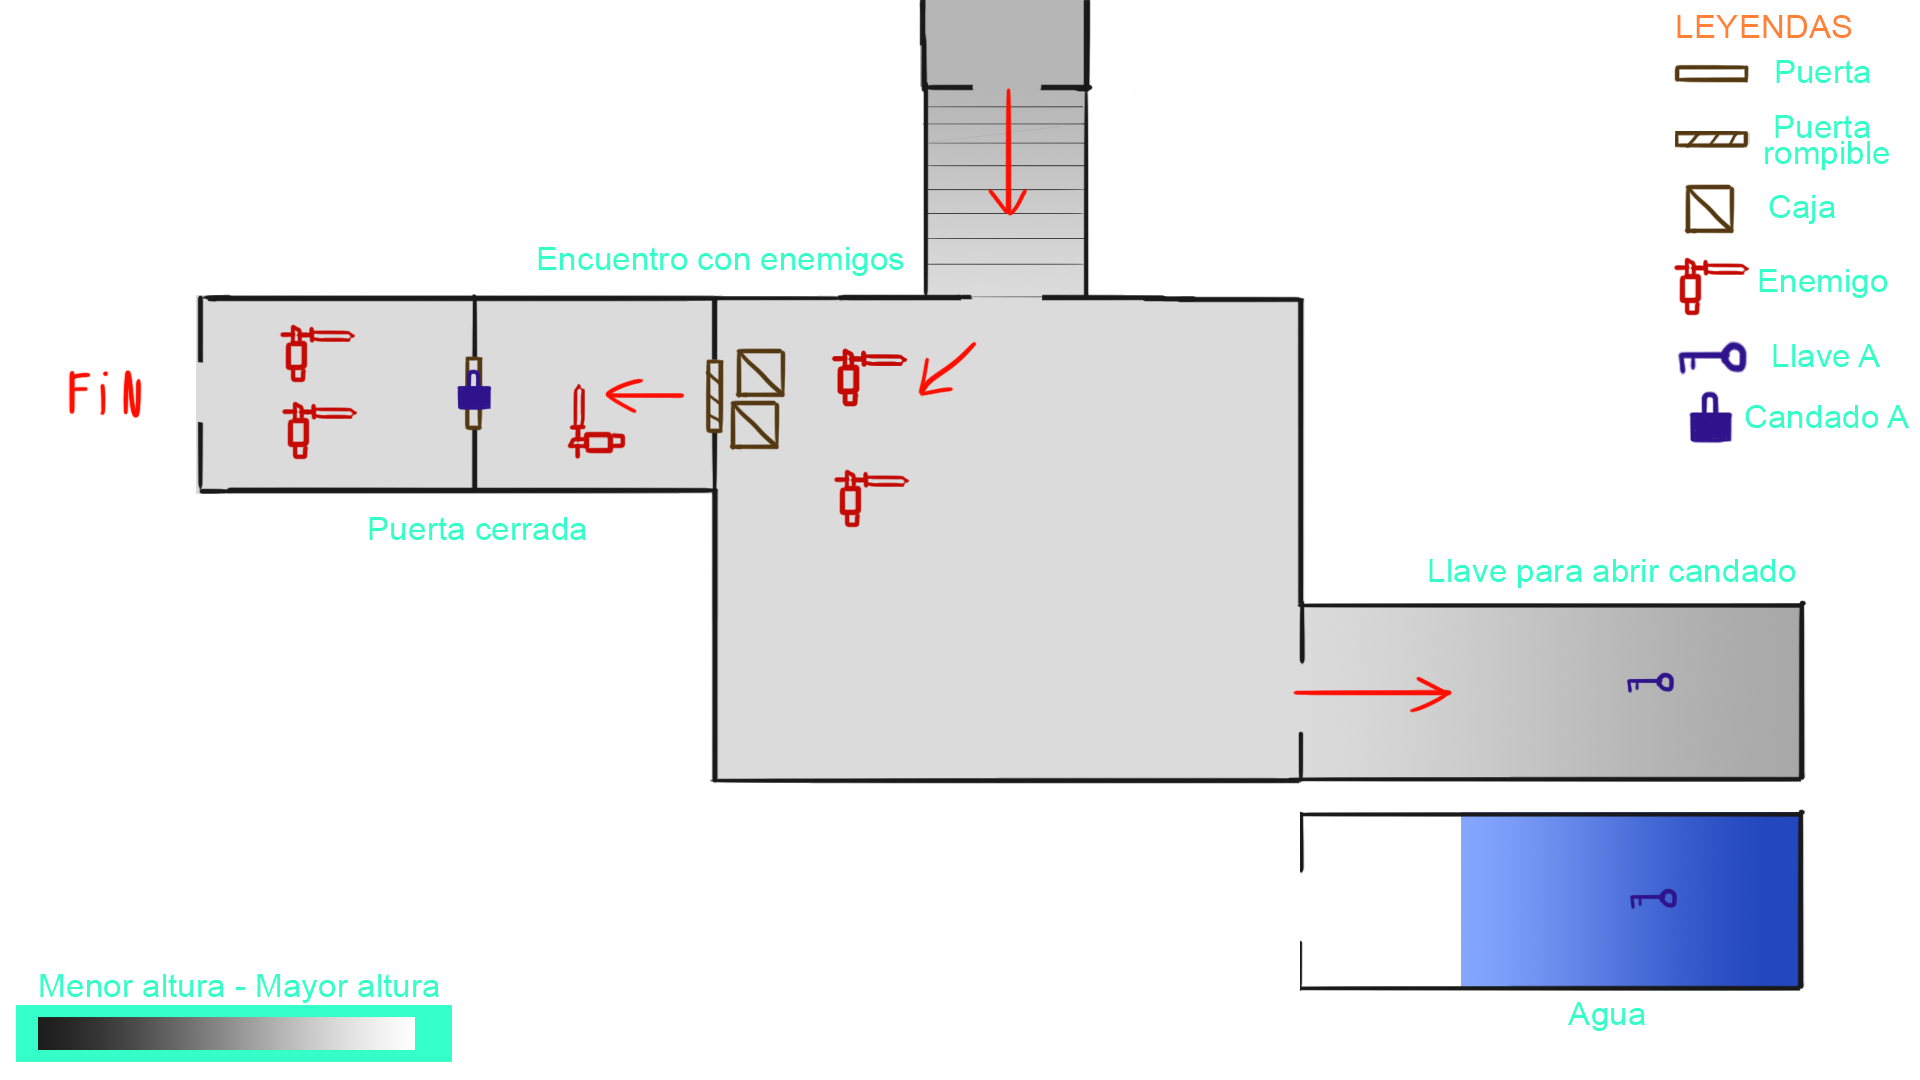 LEYENDAS
Puerta
Puerta
rompible
Caja
Enemigo
Llave A
Candado A
Encuentro con enemigos
FiN
Puerta cerrada
Llave para abrir candado
Agua
Menor altura - Mayor altura